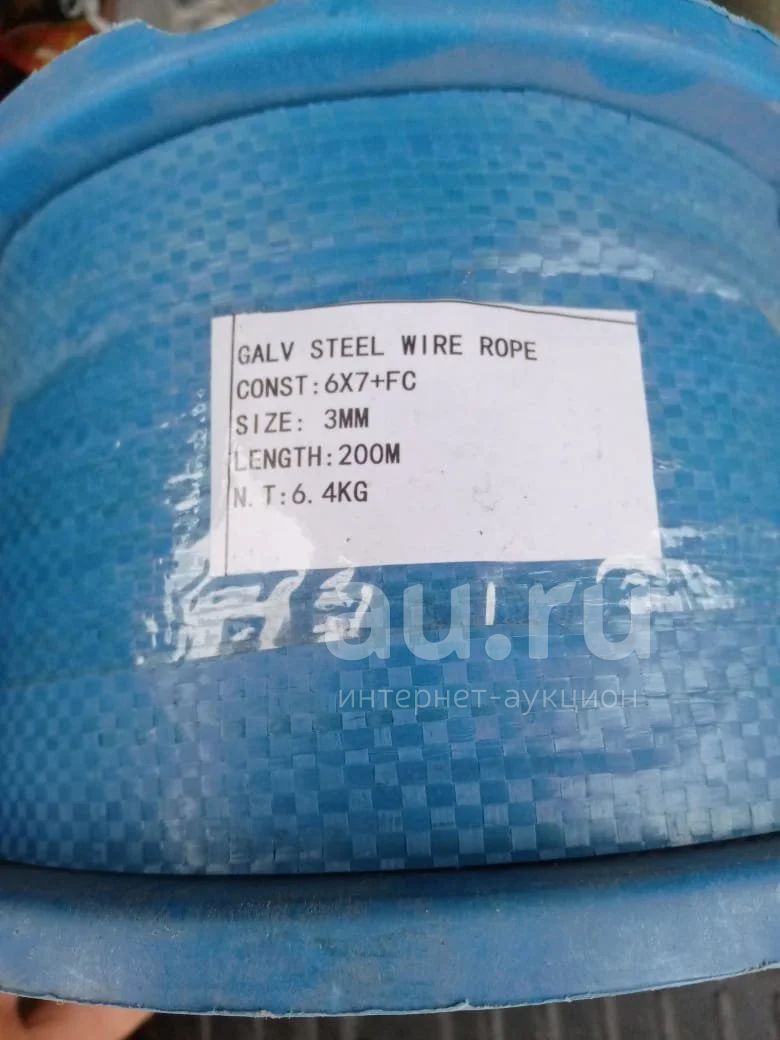 GALV STEEL WIRE ROPE
CONST:6X7+FC
SIZE: 3MM
LENGTH:200M
N.T:6.4KG
au.ru
интернет-аукцион